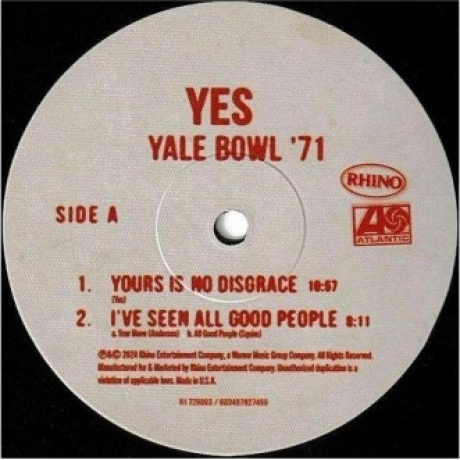 YES
YALE BOWL '71
RHINO
SIDE A
ATLANTIC
1. YOURS IS NO DISGRACE 10:57
(Yes)
2. I'VE SEEN ALL GOOD PEOPLE 8:11
a. Your Move (Anderson) b. All Good People (Squire)
℗&© 2024 Rhino Entertainment Company, a Warner Music Group Company. All Rights Reserved.
Manufactured for & Marketed by Rhino Entertainment Company. Unauthorized duplication is a
violation of applicable laws. Made in U.S.A.
R1 726093 / 603497827459